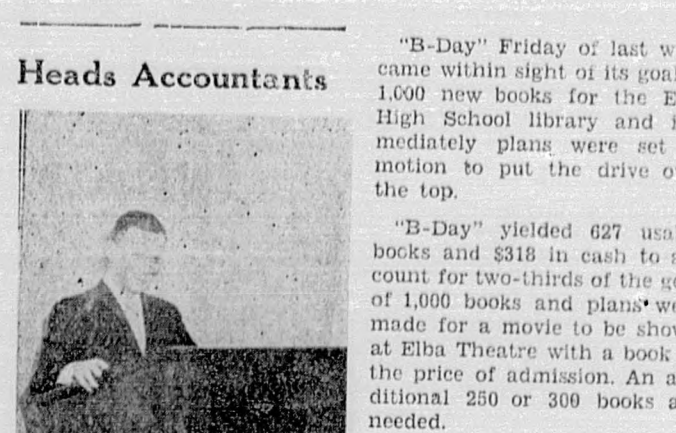 Heads Accountants
"B-Day" Friday of last w
came within sight of its goal
1,000 new books for the E
High School library and i
mediately plans were set
motion to put the drive o
the top.
"B-Day" yielded 627 usa
books and $318 in cash to a
count for two-thirds of the go
of 1,000 books and plans we
made for a movie to be show
at Elba Theatre with a book
the price of admission. An a
ditional 250 or 300 books a
needed.